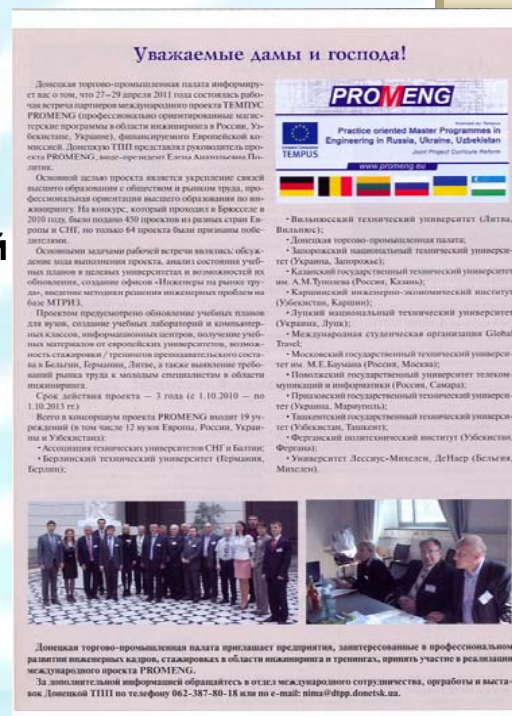 Уважаемые дамы и господа!
Донецкая торгово-промышленная палата информиру-
ет вас о том, что 27–29 апреля 2011 года состоялась рабо-
чая встреча партнеров международного проекта ТЕМПУС
PROMENG (профессионально ориентированные магис-
терские программы в области инжиниринга в России, Уз-
бекистане, Украине), финансируемого Европейской ко-
миссией. Донецкую ТПП представлял руководитель про-
екта PROMENG, вице-президент Елена Анатольевна По-
литик.
Основной целью проекта является укрепление связей
высшего образования с обществом и рынком труда, про-
фессиональная ориентация высшего образования по ин-
жинирингу. На конкурс, который проходил в Брюсселе в
2010 году, было подано 450 проектов из разных стран Ев-
ропы и СНГ, но только 64 проекта были признаны побе-
дителями.
Основными задачами рабочей встречи являлись: обсуж-
дение хода выполнения проекта, анализ состояния учеб-
ных планов в целевых университетах и возможностей их
обновления, создание офисов «Инженеры на рынке тру-
да», введение методики решения инженерных проблем на
базе МТРИЗ.
Проектом предусмотрено обновление учебных планов
для вузов, создание учебных лабораторий и компьютер-
ных классов, информационных центров, получение учеб-
ных материалов от европейских университетов, возмож-
ность стажировки / тренингов преподавательского соста-
ва в Бельгии, Германии, Литве, а также выявление требо-
ваний рынка труда к молодым специалистам в области
инжиниринга.
Срок действия проекта — 3 года (с 1.10.2010 — по
1.10.2013 гг.)
Всего в консорциум проекта PROMENG входит 19 уч-
реждений (в том числе 12 вузов Европы, России, Украи-
ны и Узбекистана):
• Ассоциация технических университетов СНГ и Балтии;
• Берлинский технический университет (Германия,
Берлин);
PROMENG
financed by Tempus
TEMPUS
Practice oriented Master Programmes in
Engineering in Russia, Ukraine, Uzbekistan
Joint Project Curricula Reform
www.promeng.eu
• Вильнюсский технический университет (Литва,
Вильнюс);
• Донецкая торгово-промышленная палата;
• Запорожский национальный технический универси-
тет (Украина, Запорожье);
• Казанский государственный технический университет
им. А.М.Туполева (Россия, Казань);
• Каршинский инженерно-экономический институт
(Узбекистан, Каршин);
• Луцкий национальный технический университет
(Украина, Луцк);
• Международная студенческая организация Global
Travel;
• Московский государственный технический универси-
тет им. М.Е.Баумана (Россия, Москва);
• Поволжский государственный университет телеком-
муникаций и информатики (Россия, Самара);
• Приазовский государственный технический универси-
тет (Украина, Мариуполь);
• Ташкентский государственный технический универси-
тет (Узбекистан, Ташкент);
• Ферганский политехнический институт (Узбекистан,
Фергана);
• Университет Лессиус-Михелен, ДеНаер (Бельгия,
Михелен).
Донецкая торгово-промышленная палата приглашает предприятия, заинтересованные в профессиональном
развитии инженерных кадров, стажировках в области инжиниринга и тренингах, принять участие в реализации
международного проекта PROMENG.
За дополнительной информацией обращайтесь в отдел международного сотрудничества, оргработы и выста-
вок Донецкой ТПП по телефону 062-387-80-18 или по e-mail: nima@dtpp.donetsk.ua.
й